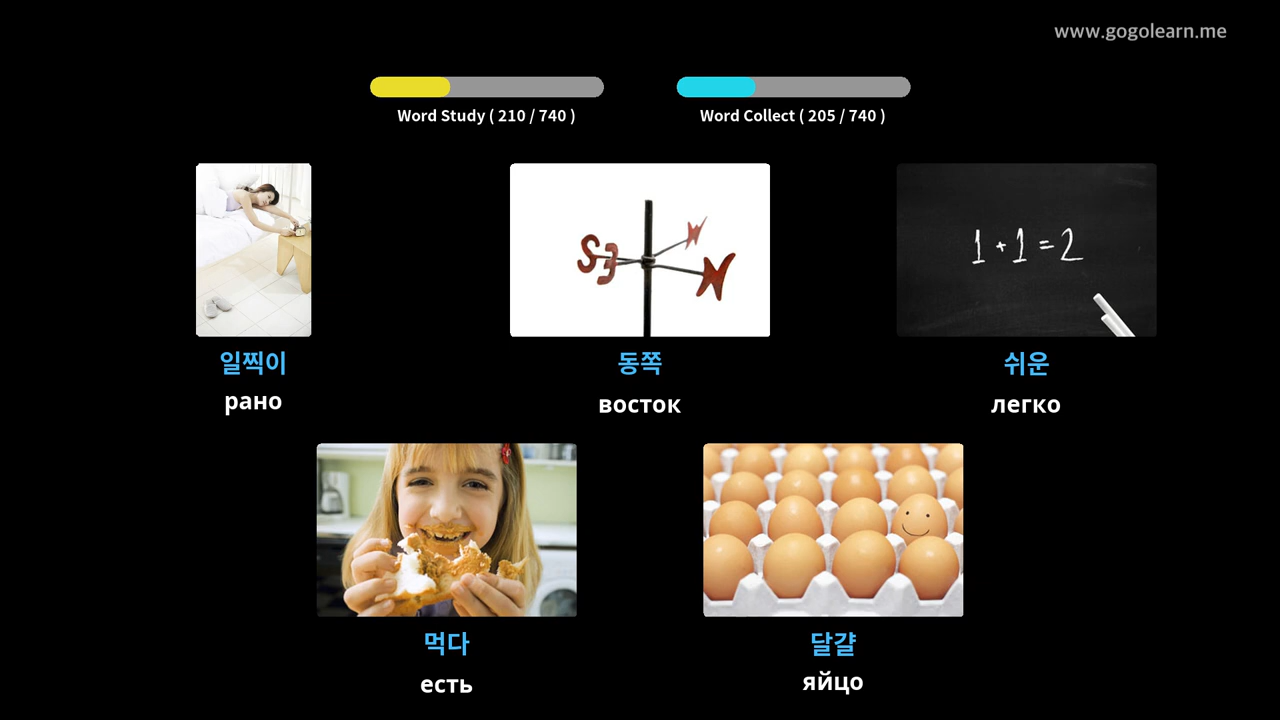 www.gogolearn.me
Word Study ( 210 / 740 )
Word Collect ( 205 / 740 )
S E N N
1 + 1 = 2
일찍이
рано
동쪽
восток
쉬운
легко
먹다
есть
달걀
яйцо